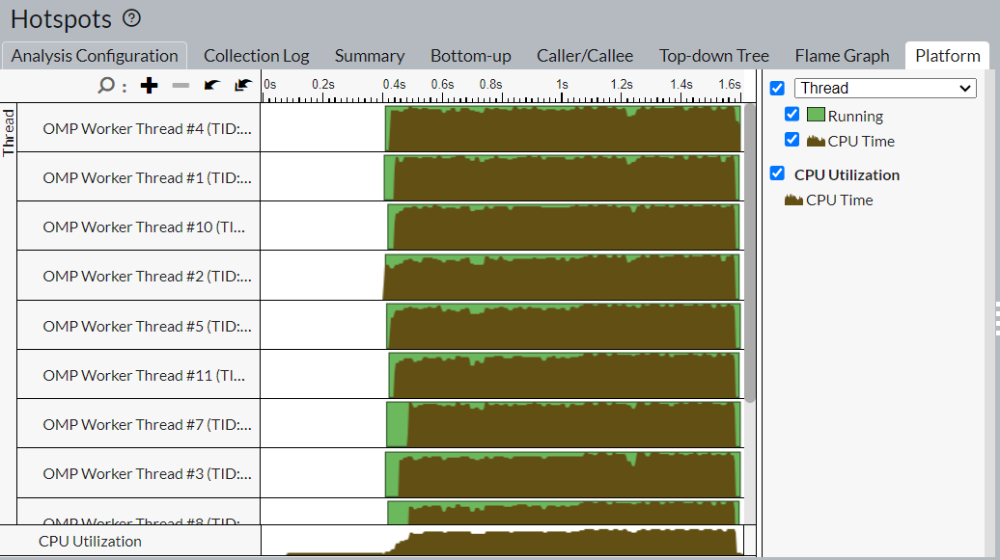 Hotspots ?
Analysis Configuration Collection Log Summary Bottom-up Caller/Callee Top-down Tree Flame Graph Platform
0s 0.2s 0.4s 0.6s 0.8s 1s 1.2s 1.4s 1.6s
Thread
OMP Worker Thread #4 (TID:...
OMP Worker Thread #1 (TID:...
OMP Worker Thread #10 (TI...
OMP Worker Thread #2 (TID:...
OMP Worker Thread #5 (TID:...
OMP Worker Thread #11 (TI...
OMP Worker Thread #7 (TID:...
OMP Worker Thread #3 (TID:...
OMP Worker Thread #8 (TID:...
CPU Utilization
Thread
Running
CPU Time
CPU Utilization
CPU Time